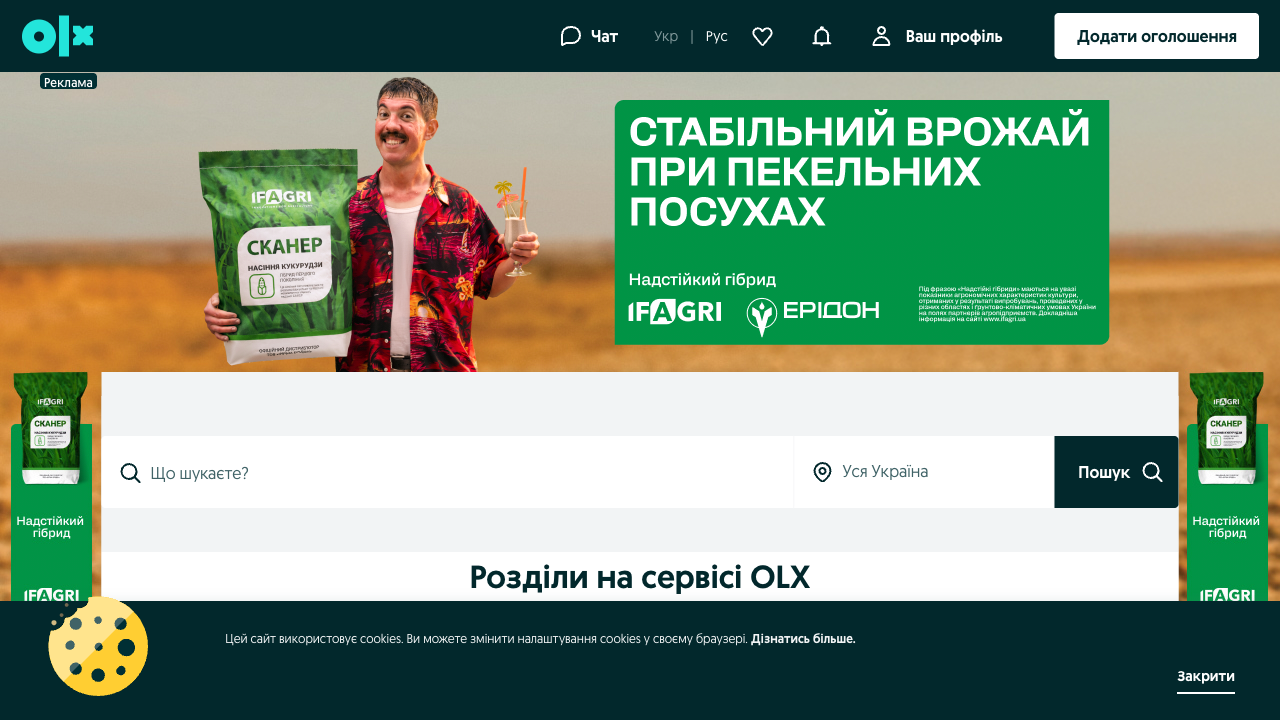 olx
Чат
Укр | Рус
Ваш профіль
Додати оголошення
Реклама
СТАБІЛЬНИЙ ВРОЖАЙ
ПРИ ПЕКЕЛЬНИХ
ПОСУХАХ
IFAGRI
СКАНЕР
НАСІННЯ КУКУРУДЗИ
Надстійкий гібрид
IFAGRI
ЕРІДОН
Під фразою «Надстійкі гібриди» маються на увазі
показники агрономічних характеристик культури,
отриманих у результаті випробувань, проведених у
різних областях і ґрунтово-кліматичних умовах України
на полях партнерів агропідприємств. Докладніша
інформація на сайті www.ifagri.ua
IFAGRI
СКАНЕР
Надстійкий
гібрид
IFAGRI
Що шукаєте?
Уся Україна
Пошук
IFAGRI
СКАНЕР
Надстійкий
гібрид
IFAGRI
Розділи на сервісі OLX
Цей сайт використовує cookies. Ви можете змінити налаштування cookies у своєму браузері. Дізнатись більше.
Закрити